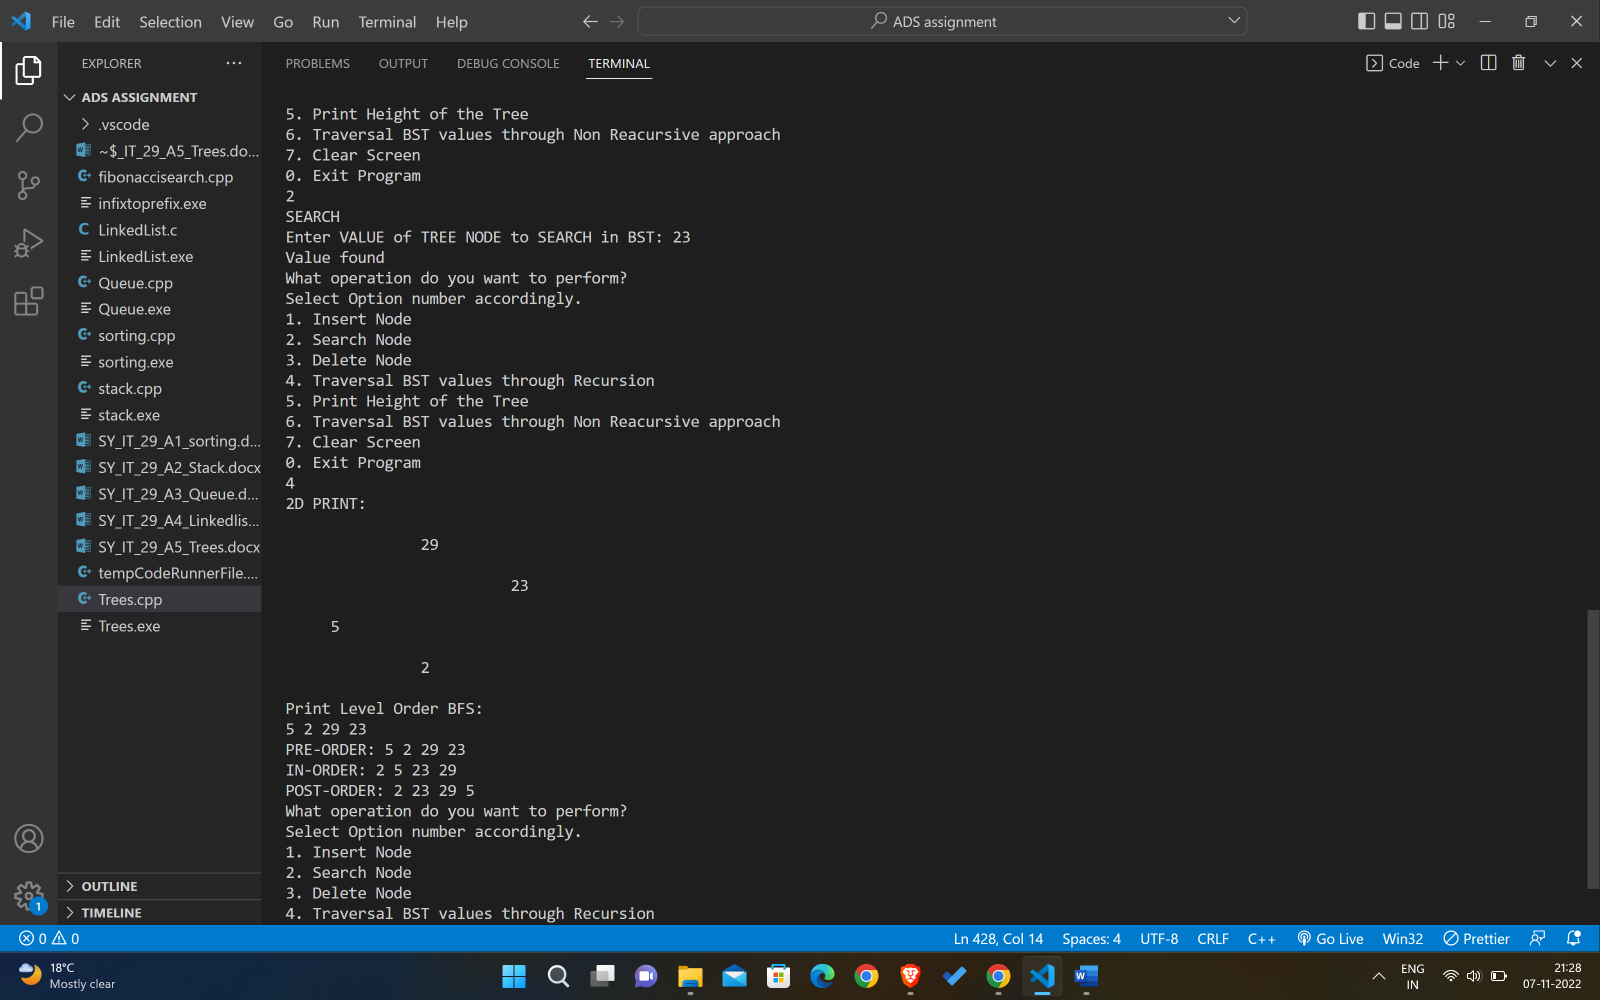 File Edit Selection View Go Run Terminal Help
ADS assignment
EXPLORER
ADS ASSIGNMENT
.vscode
~$_IT_29_A5_Trees.do...
fibonaccisearch.cpp
infixtoprefix.exe
LinkedList.c
LinkedList.exe
Queue.cpp
Queue.exe
sorting.cpp
sorting.exe
stack.cpp
stack.exe
SY_IT_29_A1_sorting.d...
SY_IT_29_A2_Stack.docx
SY_IT_29_A3_Queue.d...
SY_IT_29_A4_Linkedlis...
SY_IT_29_A5_Trees.docx
tempCodeRunnerFile....
Trees.cpp
Trees.exe
OUTLINE
TIMELINE
PROBLEMS OUTPUT DEBUG CONSOLE TERMINAL
Code
5. Print Height of the Tree
6. Traversal BST values through Non Reacursive approach
7. Clear Screen
0. Exit Program
2
SEARCH
Enter VALUE of TREE NODE to SEARCH in BST: 23
Value found
What operation do you want to perform?
Select Option number accordingly.
1. Insert Node
2. Search Node
3. Delete Node
4. Traversal BST values through Recursion
5. Print Height of the Tree
6. Traversal BST values through Non Reacursive approach
7. Clear Screen
0. Exit Program
4
2D PRINT:
29
23
5
2
Print Level Order BFS:
5 2 29 23
PRE-ORDER: 5 2 29 23
IN-ORDER: 2 5 23 29
POST-ORDER: 2 23 29 5
What operation do you want to perform?
Select Option number accordingly.
1. Insert Node
2. Search Node
3. Delete Node
4. Traversal BST values through Recursion
1
0 0
Ln 428, Col 14 Spaces: 4 UTF-8 CRLF C++ Go Live Win32 Prettier
18°C
Mostly clear
ENG
IN
21:28
07-11-2022